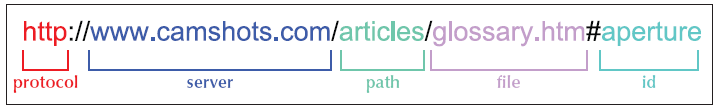 http://www.camshots.com/articles/glossary.htm#aperture
protocol server path file id